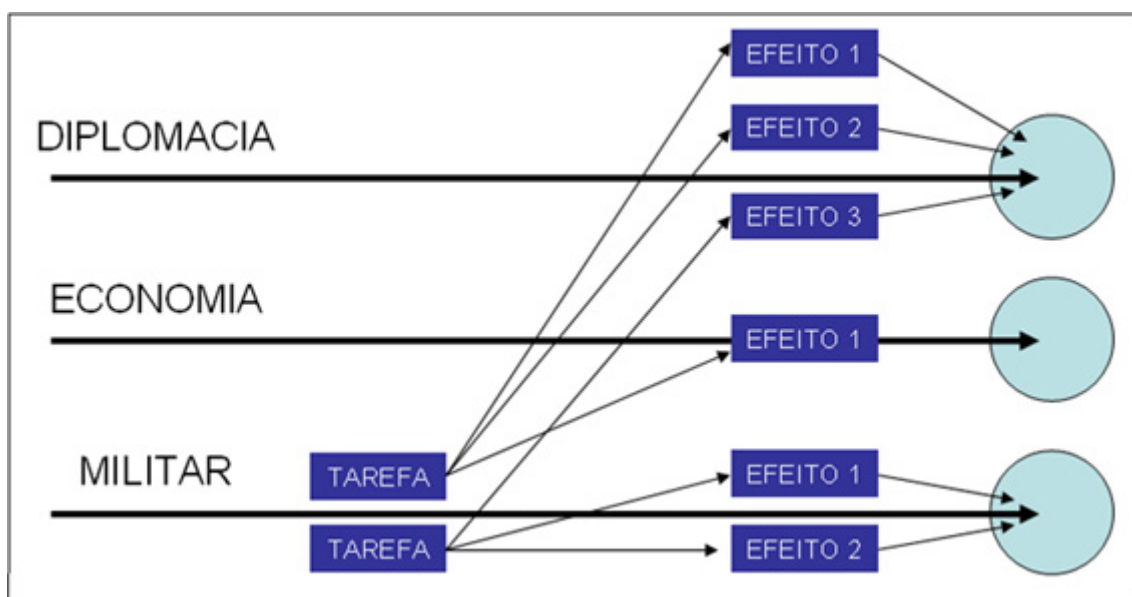 EFEITO 1
DIPLOMACIA
EFEITO 2
EFEITO 3
ECONOMIA
EFEITO 1
MILITAR
TAREFA
EFEITO 1
TAREFA
EFEITO 2